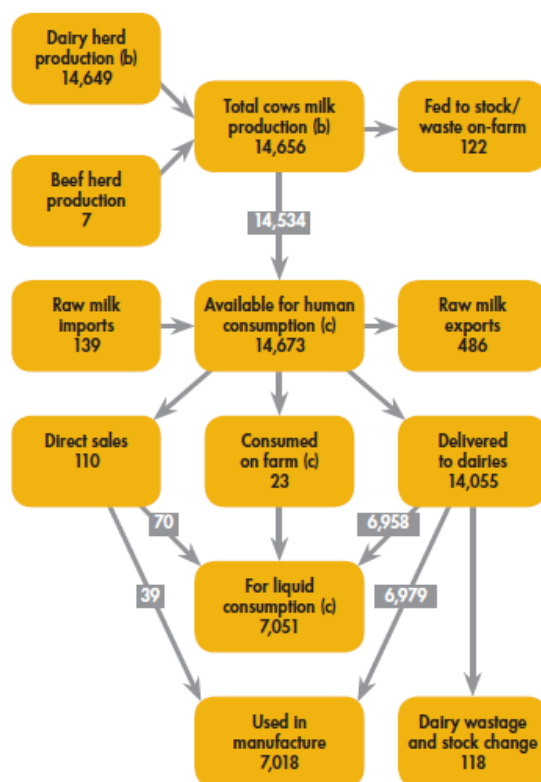 Dairy herd
production (b)
14,649
Total cows milk
production (b)
14,656
Fed to stock/
waste on-farm
122
Beef herd
production
7
14,534
Raw milk
imports
139
Available for human
consumption (c)
14,673
Raw milk
exports
486
Direct sales
110
Consumed
on farm (c)
23
Delivered
to dairies
14,055
70
6,958
39
For liquid
consumption (c)
7,051
6,979
Used in
manufacture
7,018
Dairy wastage
and stock change
118